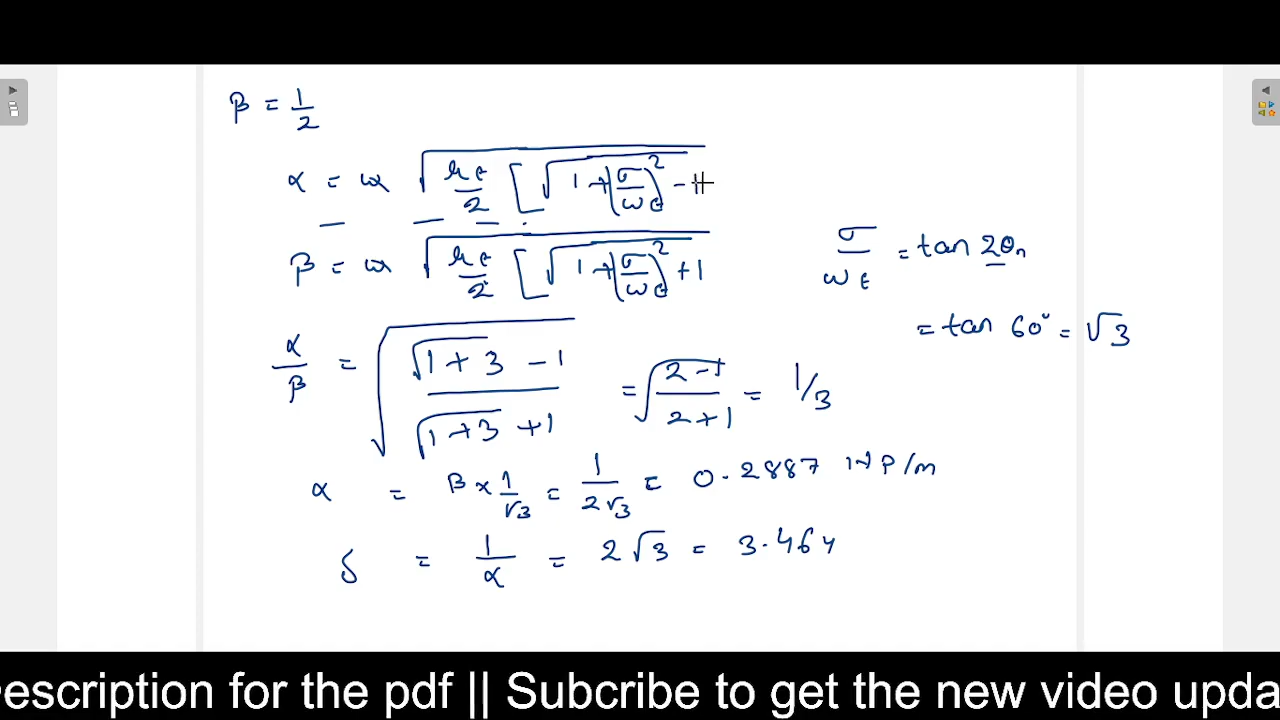 β = 1/2
α = ω √(με/2 [√(1+(σ/ωε)² - 1
β = ω √(με/2 [√(1+(σ/ωε)² + 1
σ/ωε = tan 2θn
= tan 60° = √3
α/β = √((√(1+3) - 1)/(√(1+3) + 1)) = √((2-1)/(2+1)) = 1/3
α = β × 1/√3 = 1/2√3 = 0.2887 NP/m
δ = 1/α = 2√3 = 3.464
escription for the pdf || Subcribe to get the new video upda